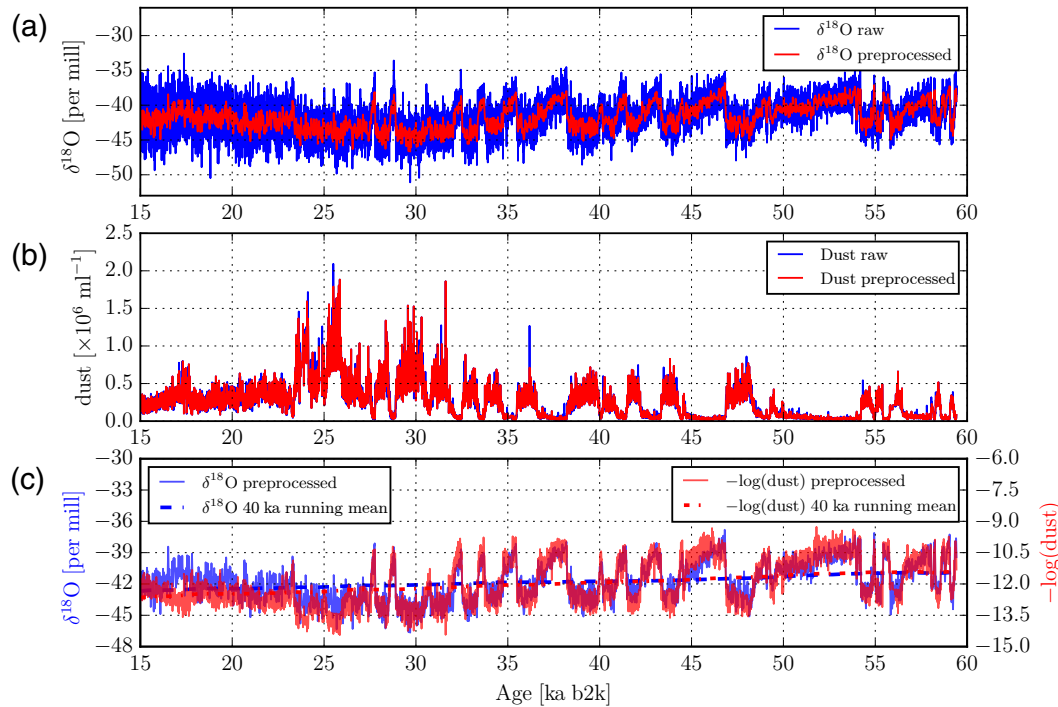 (a)
δ¹⁸O [per mill]
−30
−35
−40
−45
−50
δ¹⁸O raw
δ¹⁸O preprocessed
15 20 25 30 35 40 45 50 55 60
(b)
dust [×10⁶ ml⁻¹]
2.5
2.0
1.5
1.0
0.5
0.0
Dust raw
Dust preprocessed
15 20 25 30 35 40 45 50 55 60
(c)
δ¹⁸O [per mill]
−30
−33
−36
−39
−42
−45
−48
δ¹⁸O preprocessed
δ¹⁸O 40 ka running mean
−log(dust) preprocessed
−log(dust) 40 ka running mean
−6.0
−7.5
−9.0
−10.5
−12.0
−13.5
−15.0
−log(dust)
15 20 25 30 35 40 45 50 55 60
Age [ka b2k]